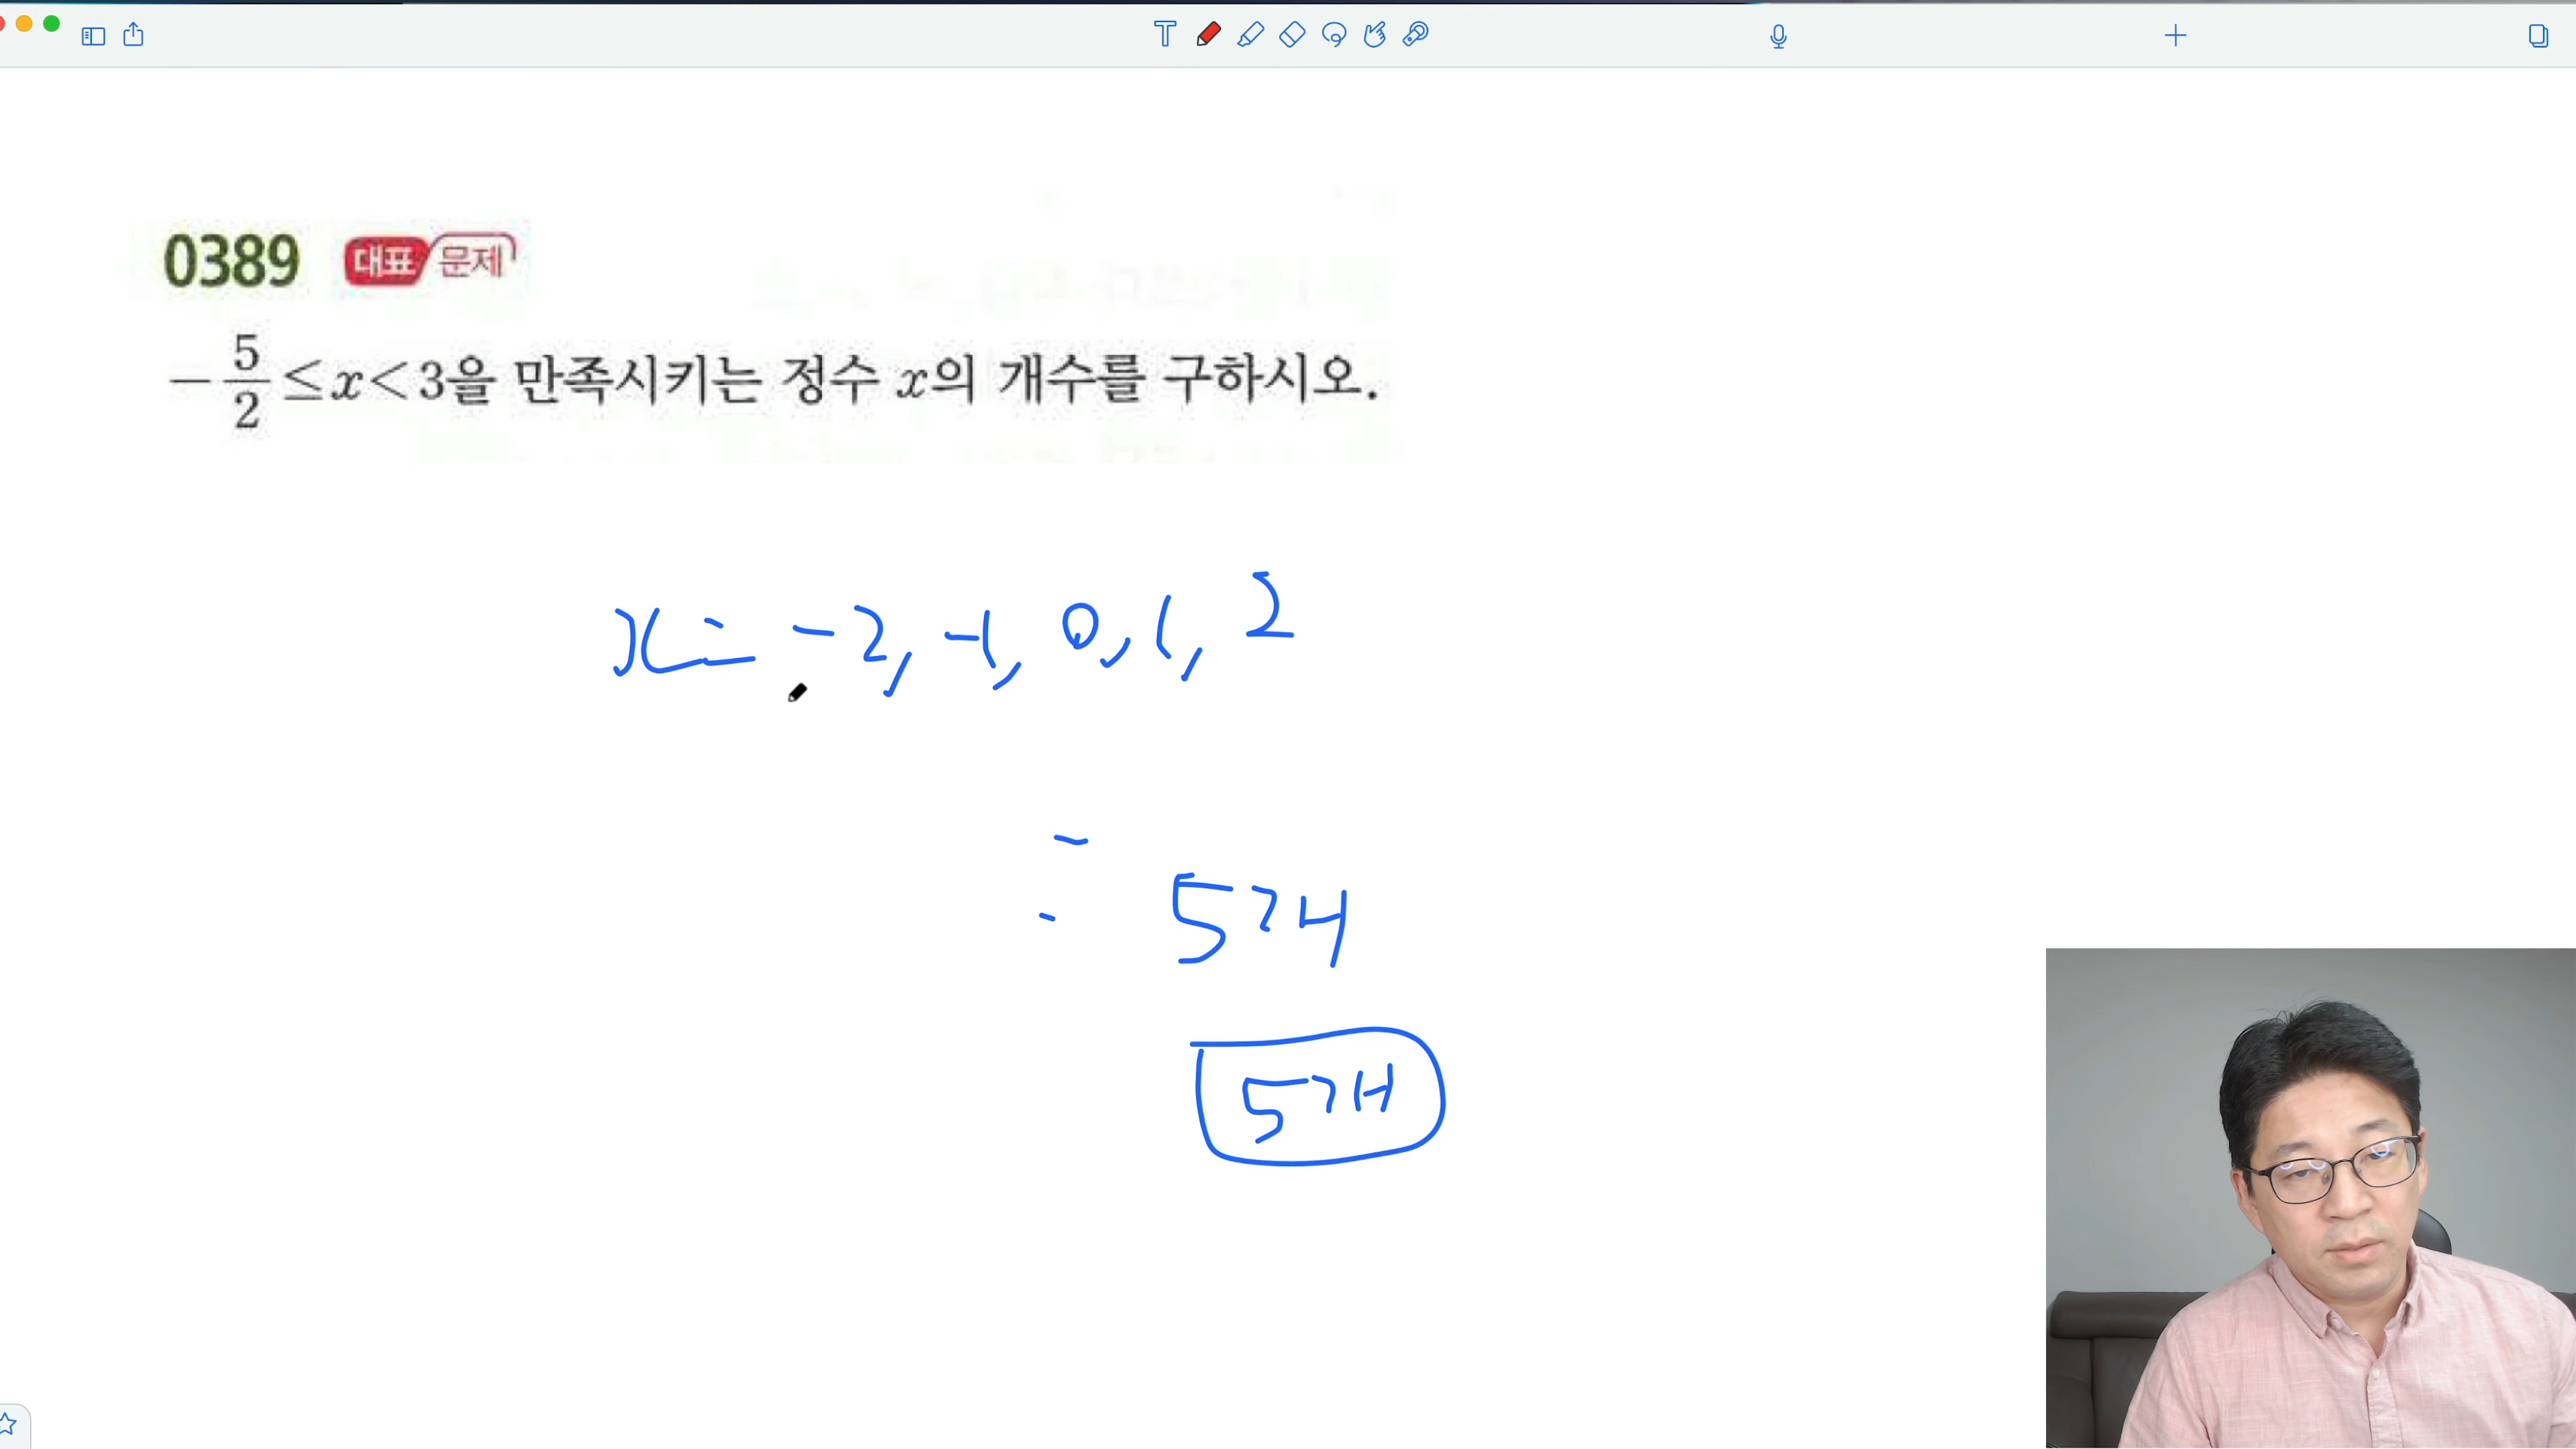 0389 대표 문제
-5/2≤x<3을 만족시키는 정수 x의 개수를 구하시오.
x= -2, -1, 0, 1, 2
5개
5개